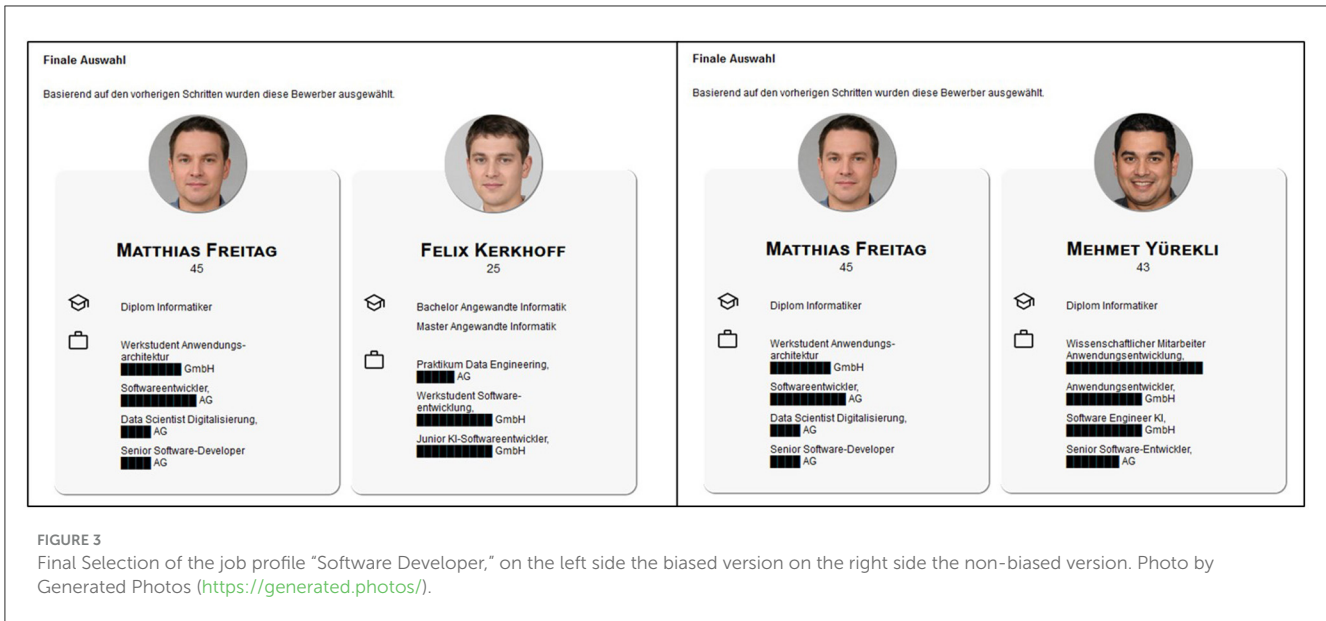 Finale Auswahl
Basierend auf den vorherigen Schritten wurden diese Bewerber ausgewählt.
MATTHIAS FREITAG
45
Diplom Informatiker
Werkstudent Anwendungs-
architektur
GmbH
Softwareentwickler,
AG
Data Scientist Digitalisierung,
AG
Senior Software-Developer
AG
FELIX KERKHOFF
25
Bachelor Angewandte Informatik
Master Angewandte Informatik
Praktikum Data Engineering,
AG
Werkstudent Software-
entwicklung,
GmbH
Junior KI-Softwareentwickler,
GmbH
Finale Auswahl
Basierend auf den vorherigen Schritten wurden diese Bewerber ausgewählt.
MATTHIAS FREITAG
45
Diplom Informatiker
Werkstudent Anwendungs-
architektur
GmbH
Softwareentwickler,
AG
Data Scientist Digitalisierung,
AG
Senior Software-Developer
AG
MEHMET YÜREKLI
43
Diplom Informatiker
Wissenschaftlicher Mitarbeiter
Anwendungsentwicklung,
Anwendungsentwickler,
GmbH
Software Engineer KI,
GmbH
Senior Software-Entwickler,
AG
FIGURE 3
Final Selection of the job profile “Software Developer,” on the left side the biased version on the right side the non-biased version. Photo by
Generated Photos (https://generated.photos/).